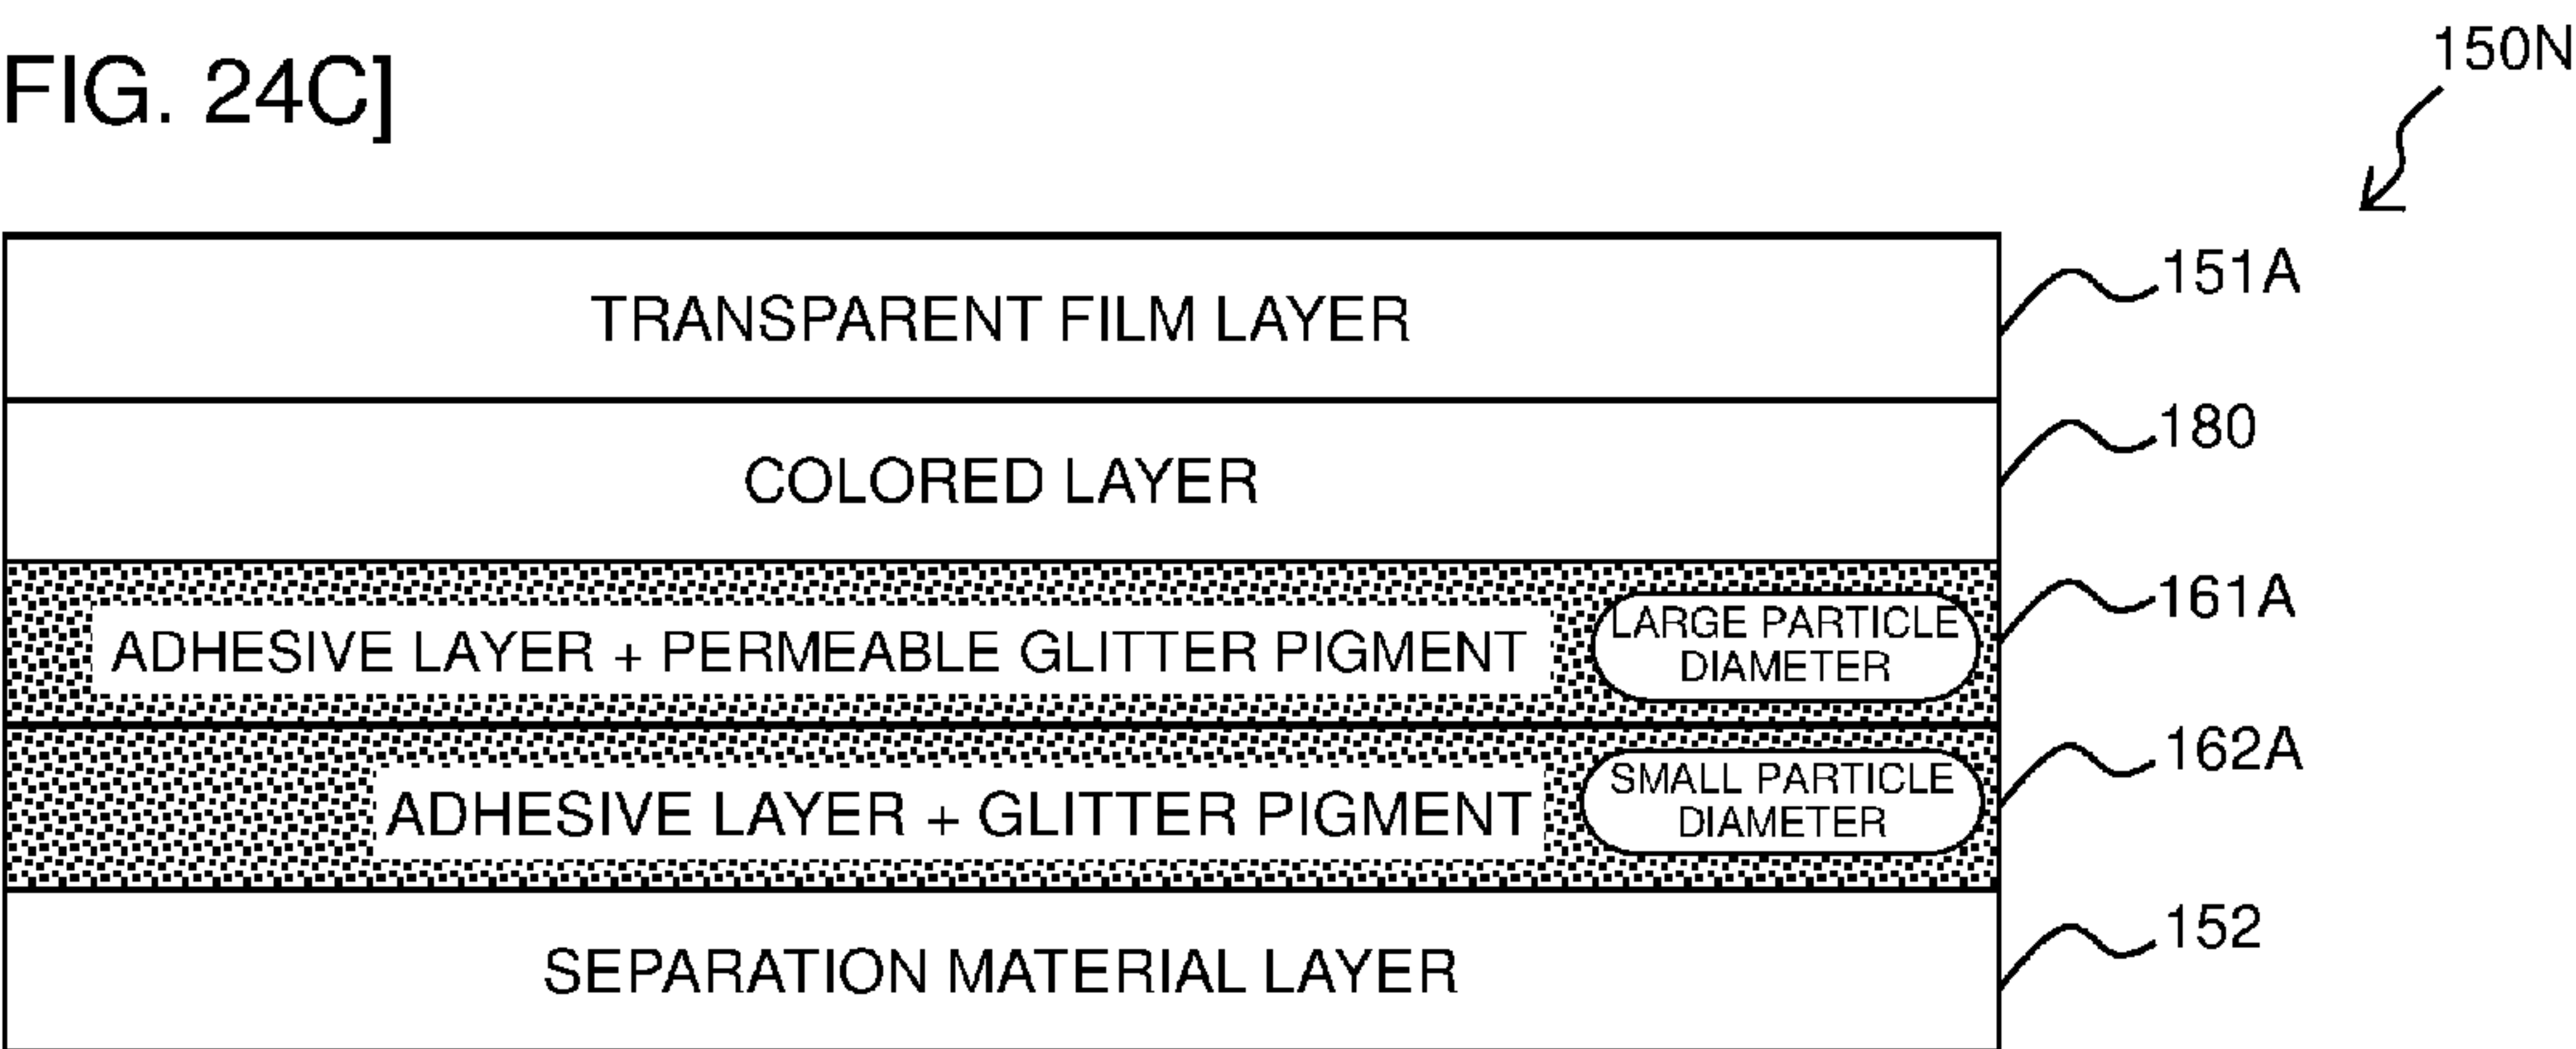 FIG. 24C]
150N
TRANSPARENT FILM LAYER
151A
COLORED LAYER
180
ADHESIVE LAYER + PERMEABLE GLITTER PIGMENT
LARGE PARTICLE
DIAMETER
161A
ADHESIVE LAYER + GLITTER PIGMENT
SMALL PARTICLE
DIAMETER
162A
SEPARATION MATERIAL LAYER
152